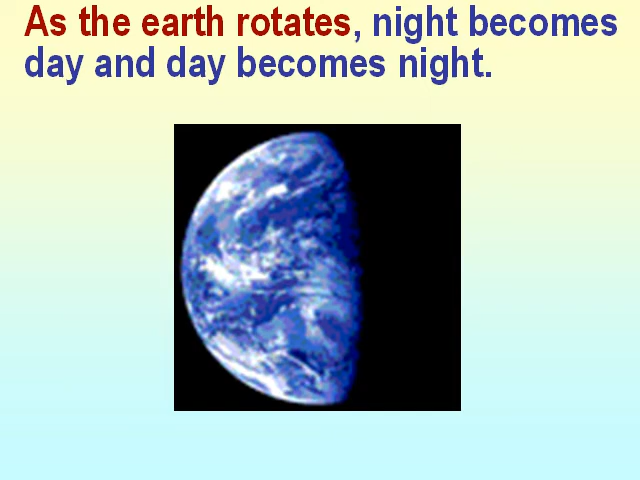 As the earth rotates, night becomes
day and day becomes night.